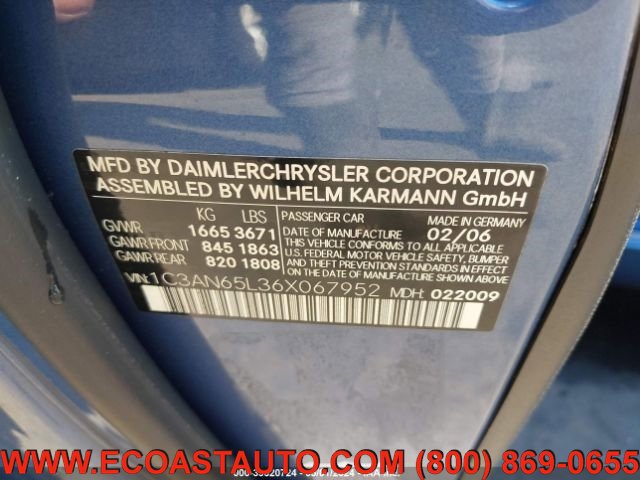 MFD BY DAIMLERCHRYSLER CORPORATION
ASSEMBLED BY WILHELM KARMANN GmbH
KG LBS PASSENGER CAR MADE IN GERMANY
GVWR 1665 3671 DATE OF MANUFACTURE 02/06
GAWR.FRONT 845 1863 THIS VEHICLE CONFORMS TO ALL APPLICABLE
FEDERAL MOTOR VEHICLE SAFETY, BUMPER
GAWR.REAR 820 1808 AND THEFT PREVENTION STANDARDS IN EFFECT
ON THE DATE OF MANUFACTURE SHOWN ABOVE.
VIN: 1C3AN65L36X067952 MDH: 022009
WWW.ECOASTAUTO.COM (800) 869-0655